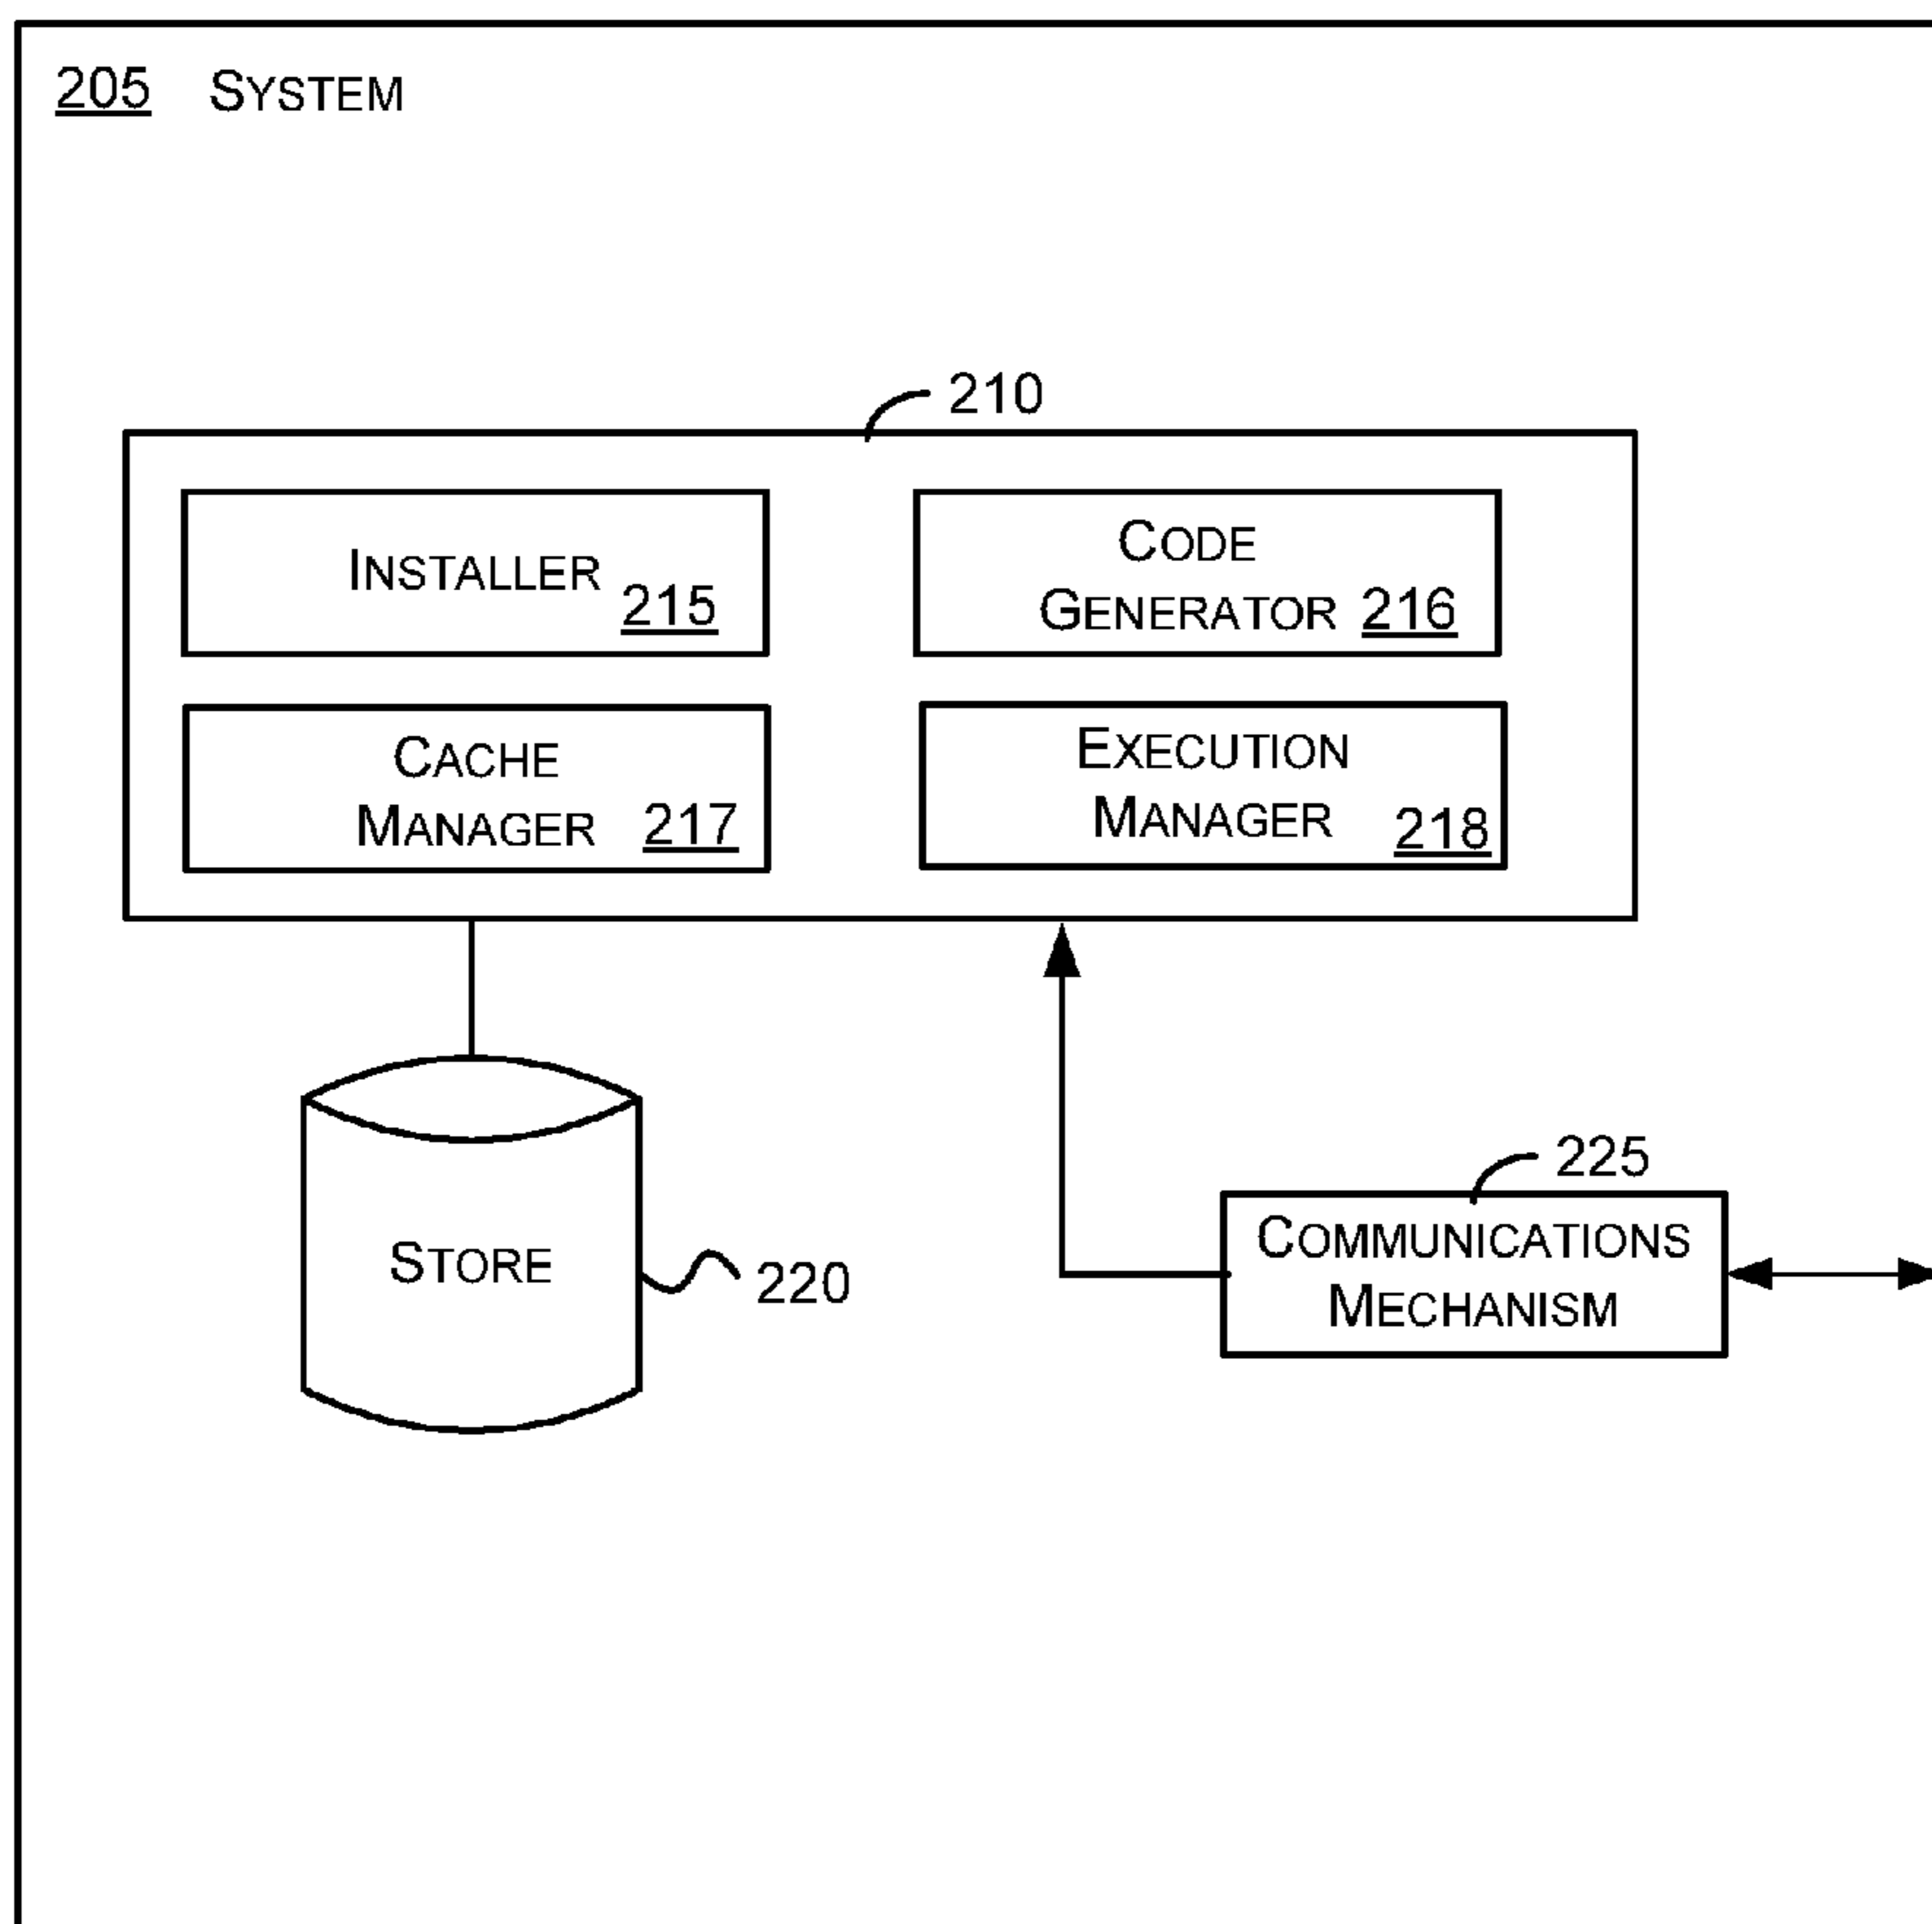 205 SYSTEM
210
INSTALLER 215
CODE
GENERATOR 216
CACHE
MANAGER 217
EXECUTION
MANAGER 218
STORE
220
225
COMMUNICATIONS
MECHANISM